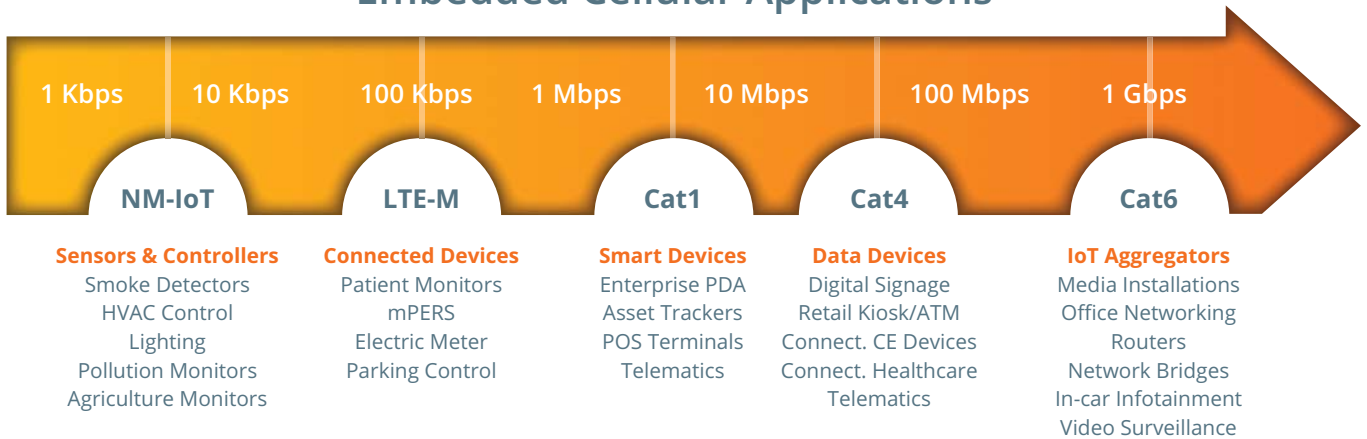 Embedded Cellular Applications
1 Kbps 10 Kbps 100 Kbps 1 Mbps 10 Mbps 100 Mbps 1 Gbps
NM-IoT LTE-M Cat1 Cat4 Cat6
Sensors & Controllers
Smoke Detectors
HVAC Control
Lighting
Pollution Monitors
Agriculture Monitors
Connected Devices
Patient Monitors
mPERS
Electric Meter
Parking Control
Smart Devices
Enterprise PDA
Asset Trackers
POS Terminals
Telematics
Data Devices
Digital Signage
Retail Kiosk/ATM
Connect. CE Devices
Connect. Healthcare
Telematics
IoT Aggregators
Media Installations
Office Networking
Routers
Network Bridges
In-car Infotainment
Video Surveillance